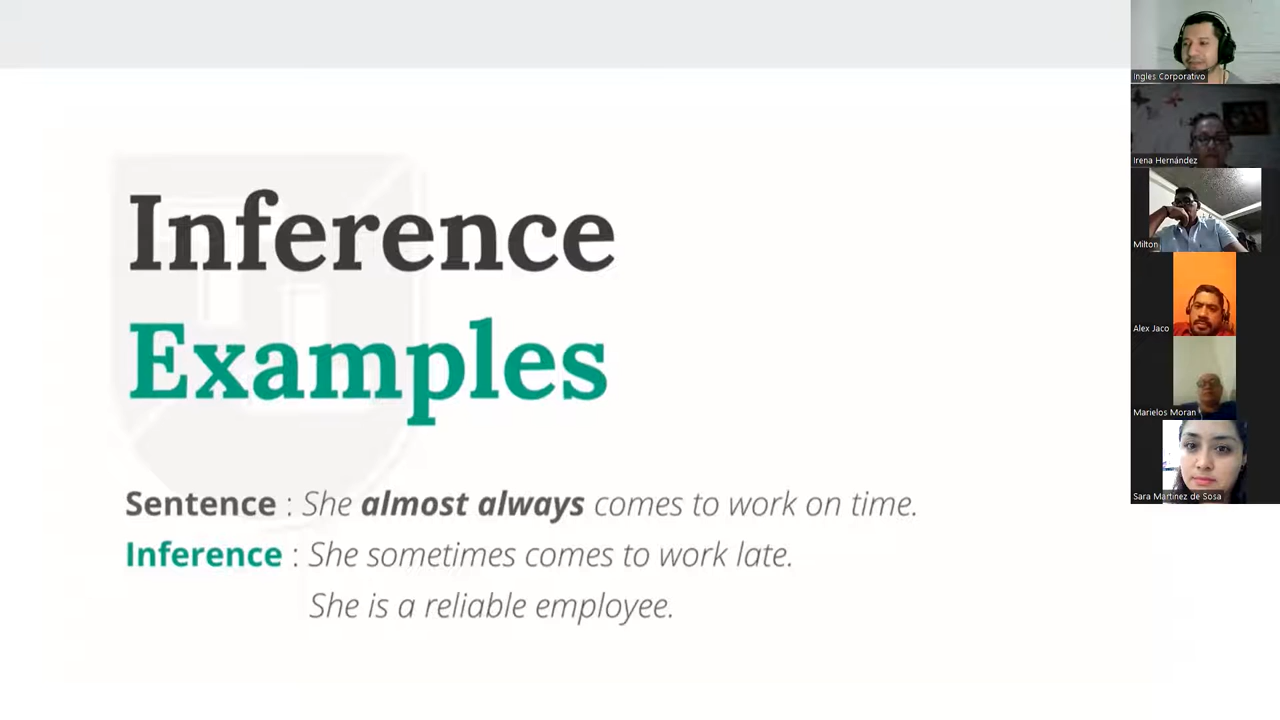 Inference
Examples
Sentence : She almost always comes to work on time.
Inference : She sometimes comes to work late.
She is a reliable employee.
Ingles Corporativo
Irena Hernández
Milton
Alex Jaco
Marielos Moran
Sara Martinez de Sosa